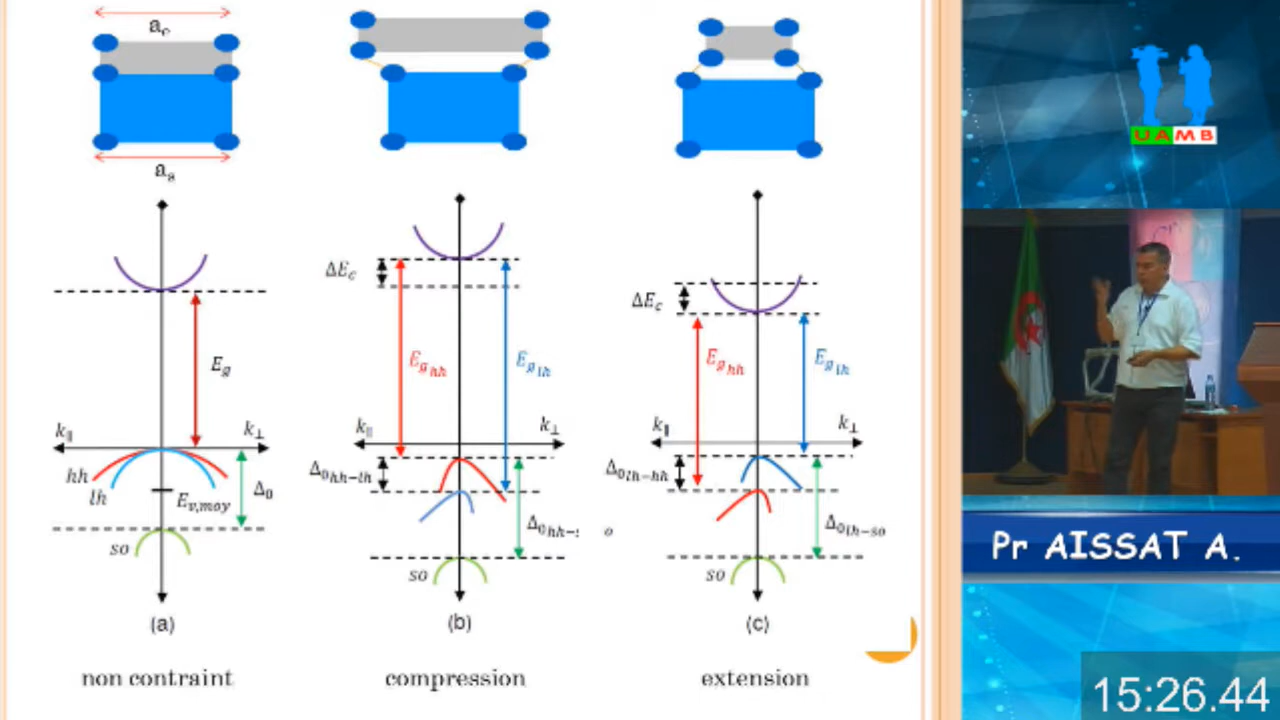 a_c
a_s
ΔE_c
ΔE_c
E_g
E_g_hh
E_g_lh
E_g_hh
E_g_lh
k_∥
k_⊥
k_∥
k_⊥
k_∥
k_⊥
hh
lh
E_v,moy
Δ_0
so
Δ_0hh−lh
Δ_0hh−s
o
so
Δ_0lh−hh
Δ_0lh−so
so
(a)
(b)
(c)
non contraint
compression
extension
UAMB
Pr AISSAT A.
15:26.44